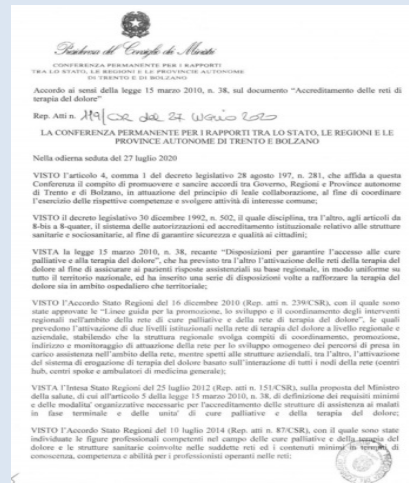 Presidenza del Consiglio dei Ministri
CONFERENZA PERMANENTE PER I RAPPORTI
TRA LO STATO, LE REGIONI E LE PROVINCE AUTONOME
DI TRENTO E DI BOLZANO
Accordo ai sensi della legge 15 marzo 2010, n. 38, sul documento "Accreditamento delle reti di
terapia del dolore"
Rep. Atti n. 119/CSR del 27 luglio 2020
LA CONFERENZA PERMANENTE PER I RAPPORTI TRA LO STATO, LE REGIONI E LE
PROVINCE AUTONOME DI TRENTO E BOLZANO
Nella odierna seduta del 27 luglio 2020
VISTO l'articolo 4, comma 1 del decreto legislativo 28 agosto 197, n. 281, che affida a questa
Conferenza il compito di promuovere e sancire accordi tra Governo, Regioni e Province autonome
di Trento e di Bolzano, in attuazione del principio di leale collaborazione, al fine di coordinare
l'esercizio delle rispettive competenze e svolgere attività di interesse comune;
VISTO il decreto legislativo 30 dicembre 1992, n. 502, il quale disciplina, tra l'altro, agli articoli da
8-bis a 8-quater, il sistema delle autorizzazioni ed accreditamento istituzionale relativo alle strutture
sanitarie e sociosanitarie, al fine di garantire sicurezza e qualità ai cittadini;
VISTA la legge 15 marzo 2010, n. 38, recante "Disposizioni per garantire l'accesso alle cure
palliative e alla terapia del dolore", che ha previsto tra l'altro l'attivazione delle reti della terapia del
dolore al fine di assicurare ai pazienti risposte assistenziali su base regionale, in modo uniforme su
tutto il territorio nazionale, ed ha inserito una serie di disposizioni volte a rafforzare la terapia del
dolore sia in ambito ospedaliero che territoriale;
VISTO l'Accordo Stato Regioni del 16 dicembre 2010 (Rep. atti n. 239/CSR), con il quale sono
state approvate le "Linee guida per la promozione, lo sviluppo e il coordinamento degli interventi
regionali nell'ambito della rete di cure palliative e della rete di terapia del dolore", le quali
prevedono l'attivazione di due livelli istituzionali nella rete di terapia del dolore a livello regionale e
aziendale, stabilendo che la struttura regionale svolga compiti di coordinamento, promozione,
indirizzo e monitoraggio di attuazione della rete per lo sviluppo omogeneo dei percorsi di presa in
carico assistenza nell'ambito della rete, mentre spetti alle strutture aziendali, tra l'altro, l'attivazione
del sistema di erogazione di terapia del dolore basato sull'interazione di tutti i nodi della rete (centri
hub, centri spoke e ambulatori di medicina generale);
VISTA l'Intesa Stato Regioni del 25 luglio 2012 (Rep. atti n. 151/CSR), sulla proposta del Ministro
della salute, di cui all'articolo 5 della legge 15 marzo 2010, n. 38, di definizione dei requisiti minimi
e delle modalita' organizzative necessarie per l'accreditamento delle strutture di assistenza ai malati
in fase terminale e delle unita' di cure palliative e della terapia del dolore;
VISTO l'Accordo Stato Regioni del 10 luglio 2014 (Rep. atti n. 87/CSR), con il quale sono state
individuate le figure professionali competenti nel campo delle cure palliative e della terapia del
dolore e le strutture sanitarie coinvolte nelle suddette reti ed i contenuti minimi in termini di
conoscenza, competenza e abilità per i professionisti operanti nelle reti;